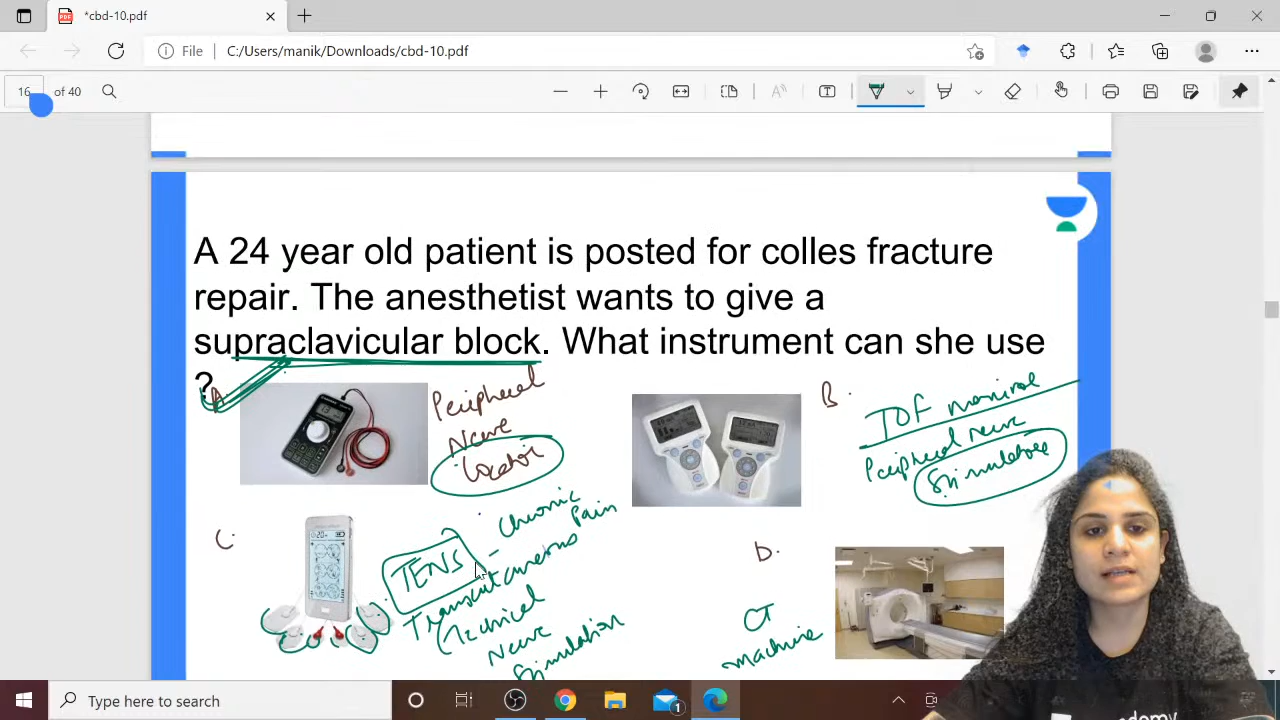 *cbd-10.pdf
File
C:/Users/manik/Downloads/cbd-10.pdf
16
of 40
A 24 year old patient is posted for colles fracture
repair. The anesthetist wants to give a
supraclavicular block. What instrument can she use
?
A
Peripheral
Nerve
Locator
B.
TOF monitor
Peripheral nerve
Stimulator
C.
TENS
- Chronic
Pain
Transcutaneous
(Technical
Nerve
Stimulation
D.
CT
machine
Type here to search
1